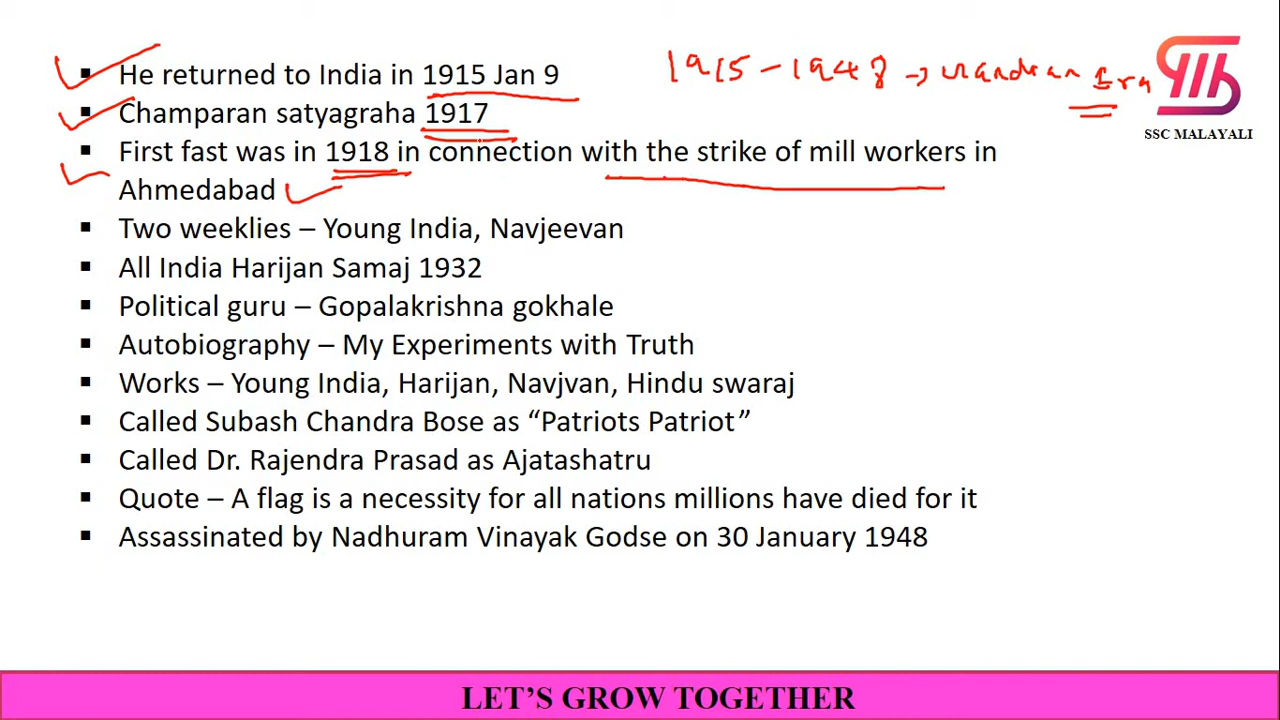 ▪ He returned to India in 1915 Jan 9
1915 - 1948 → Gandhian Era
SSC MALAYALI
▪ Champaran satyagraha 1917
▪ First fast was in 1918 in connection with the strike of mill workers in
Ahmedabad
▪ Two weeklies – Young India, Navjeevan
▪ All India Harijan Samaj 1932
▪ Political guru – Gopalakrishna gokhale
▪ Autobiography – My Experiments with Truth
▪ Works – Young India, Harijan, Navjvan, Hindu swaraj
▪ Called Subash Chandra Bose as “Patriots Patriot”
▪ Called Dr. Rajendra Prasad as Ajatashatru
▪ Quote – A flag is a necessity for all nations millions have died for it
▪ Assassinated by Nadhuram Vinayak Godse on 30 January 1948
LET’S GROW TOGETHER